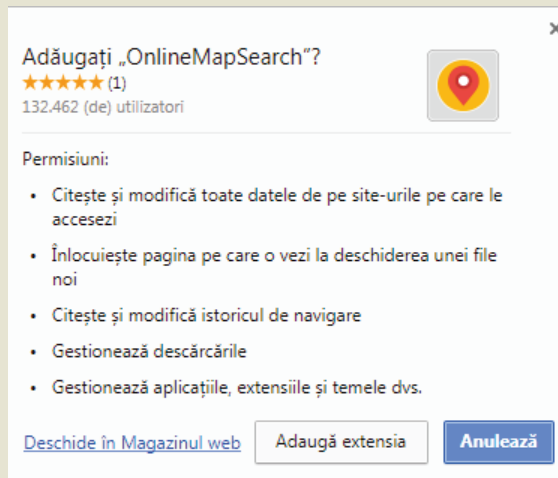 Adăugați „OnlineMapSearch”?
★★★★★ (1)
132.462 (de) utilizatori
Permisiuni:
• Citește și modifică toate datele de pe site-urile pe care le
accesezi
• Înlocuiește pagina pe care o vezi la deschiderea unei file
noi
• Citește și modifică istoricul de navigare
• Gestionează descărcările
• Gestionează aplicațiile, extensiile și temele dvs.
Deschide în Magazinul web Adaugă extensia Anulează